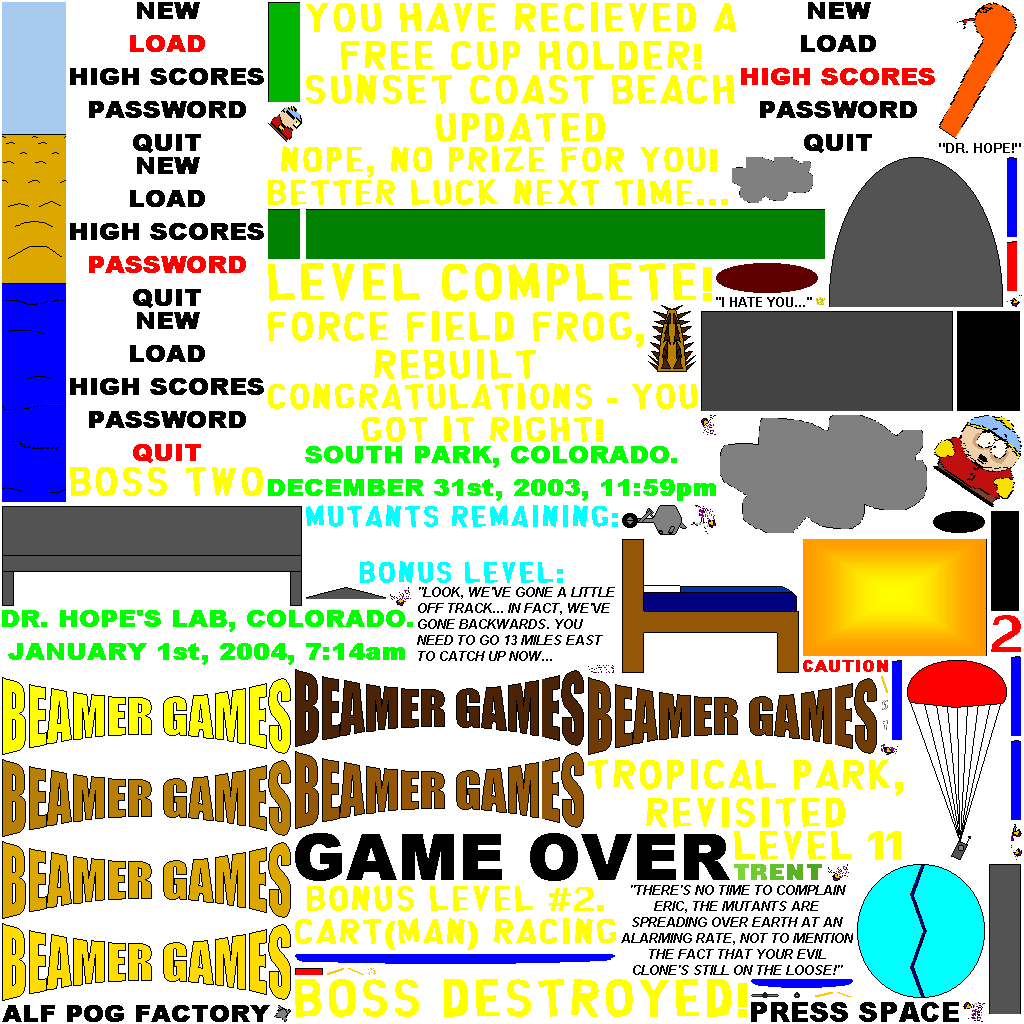 NEW
LOAD
HIGH SCORES
PASSWORD
QUIT
YOU HAVE RECIEVED A
FREE CUP HOLDER!
SUNSET COAST BEACH
UPDATED
NOPE, NO PRIZE FOR YOU!
BETTER LUCK NEXT TIME...
NEW
LOAD
HIGH SCORES
PASSWORD
QUIT
"DR. HOPE!"
NEW
LOAD
HIGH SCORES
PASSWORD
QUIT
LEVEL COMPLETE!
"I HATE YOU..."
FORCE FIELD FROG,
REBUILT
CONGRATULATIONS - YOU
GOT IT RIGHT!
NEW
LOAD
HIGH SCORES
PASSWORD
QUIT
SOUTH PARK, COLORADO.
DECEMBER 31st, 2003, 11:59pm
BOSS TWO
MUTANTS REMAINING:
BONUS LEVEL:
"LOOK, WE'VE GONE A LITTLE
OFF TRACK... IN FACT, WE'VE
GONE BACKWARDS. YOU
NEED TO GO 13 MILES EAST
TO CATCH UP NOW...
DR. HOPE'S LAB, COLORADO.
JANUARY 1st, 2004, 7:14am
2
CAUTION
BEAMER GAMES
BEAMER GAMES
BEAMER GAMES
BEAMER GAMES
BEAMER GAMES
TROPICAL PARK,
REVISITED
LEVEL 11
GAME OVER
TRENT
BEAMER GAMES
BONUS LEVEL #2.
CART(MAN) RACING
"THERE'S NO TIME TO COMPLAIN
ERIC, THE MUTANTS ARE
SPREADING OVER EARTH AT AN
ALARMING RATE, NOT TO MENTION
THE FACT THAT YOUR EVIL
CLONE'S STILL ON THE LOOSE!"
BEAMER GAMES
BOSS DESTROYED!
ALF POG FACTORY
PRESS SPACE